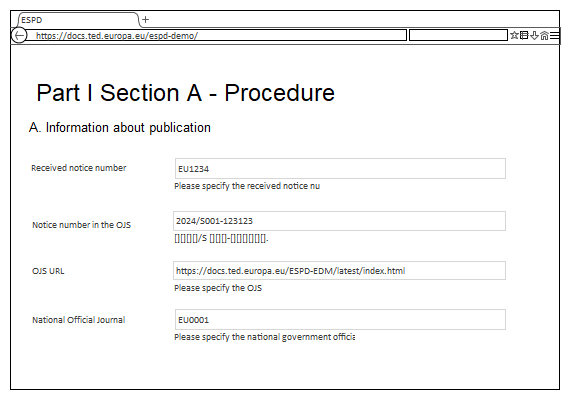 ESPD
https://docs.ted.europa.eu/espd-demo/
Part I Section A - Procedure
A. Information about publication
Received notice number
EU1234
Please specify the received notice nu
Notice number in the OJS
2024/S001-123123
[][][][]/S [][][]-[][][][][][].
OJS URL
https://docs.ted.europa.eu/ESPD-EDM/latest/index.html
Please specify the OJS
National Official Journal
EU0001
Please specify the national government officia